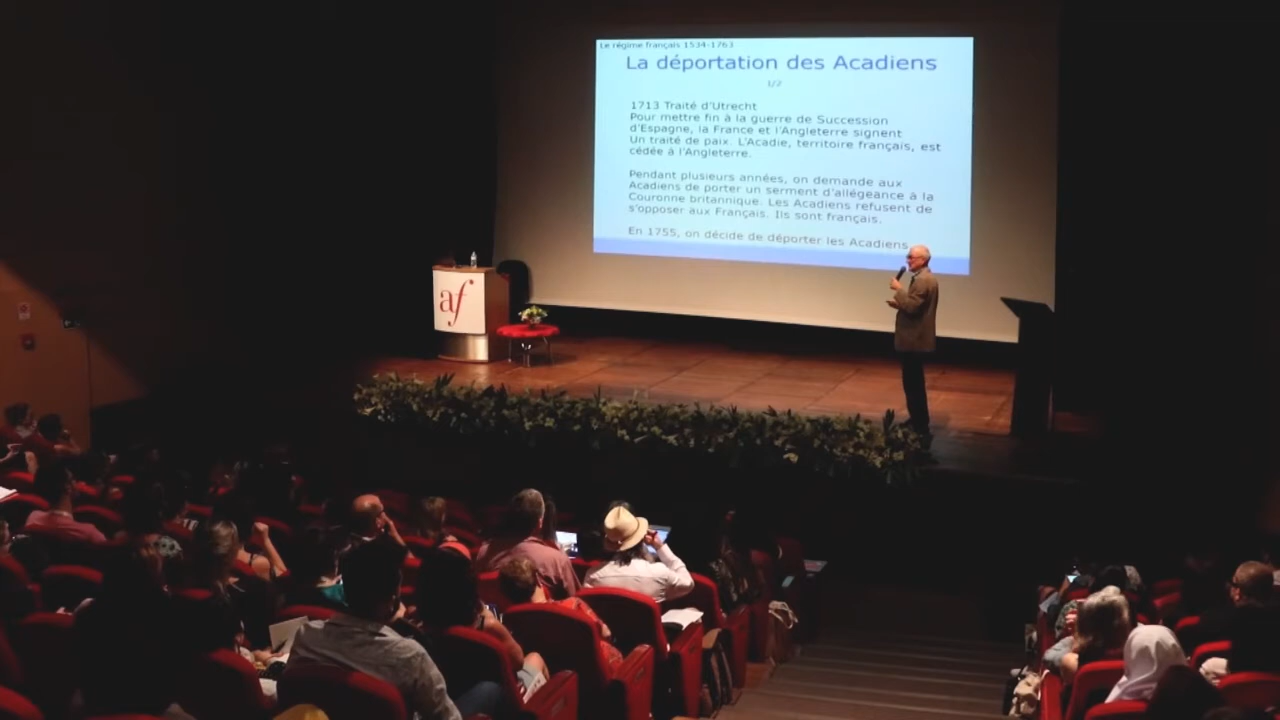 Le régime français 1534-1763
La déportation des Acadiens
1/7
1713 Traité d'Utrecht
Pour mettre fin à la guerre de Succession
d'Espagne, la France et l'Angleterre signent
Un traité de paix. L'Acadie, territoire français, est
cédée à l'Angleterre.
Pendant plusieurs années, on demande aux
Acadiens de porter un serment d'allégeance à la
Couronne britannique. Les Acadiens refusent de
s'opposer aux Français. Ils sont français.
En 1755, on décide de déporter les Acadiens
af